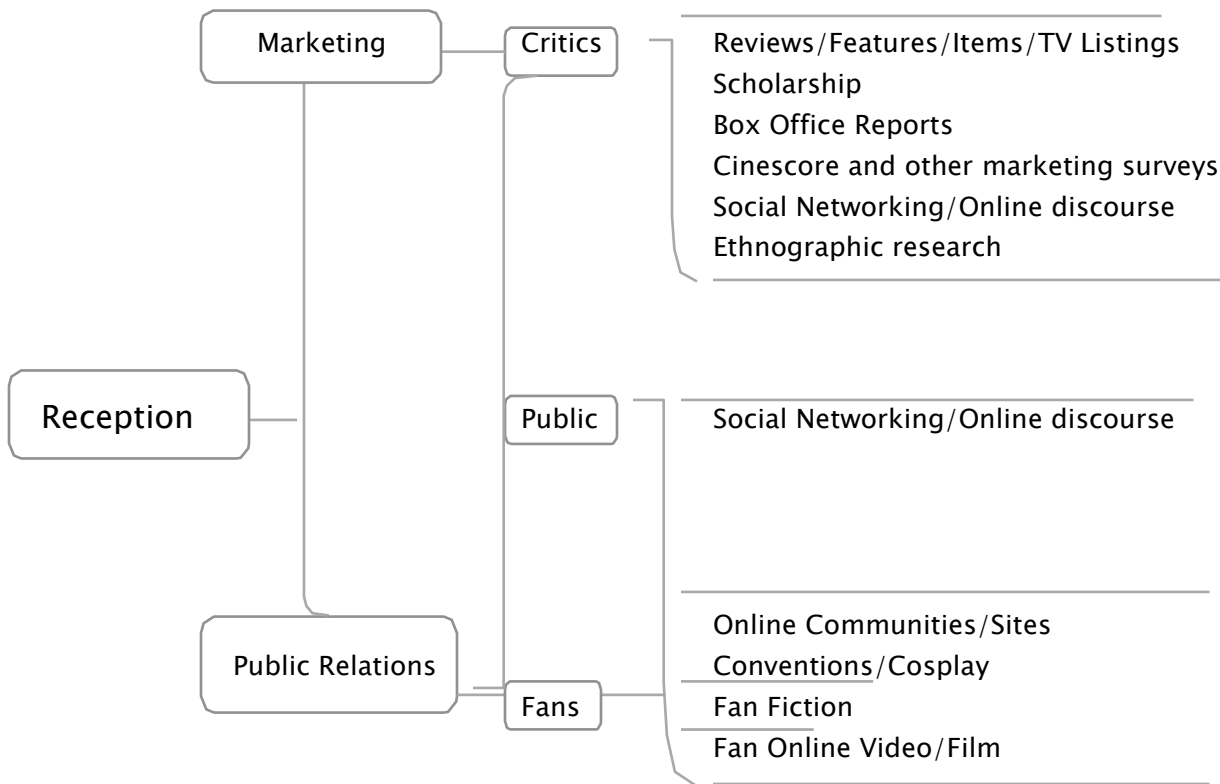 Marketing
Critics
Reviews/Features/Items/TV Listings
Scholarship
Box Office Reports
Cinescore and other marketing surveys
Social Networking/Online discourse
Ethnographic research
Reception
Public
Social Networking/Online discourse
Public Relations
Fans
Online Communities/Sites
Conventions/Cosplay
Fan Fiction
Fan Online Video/Film